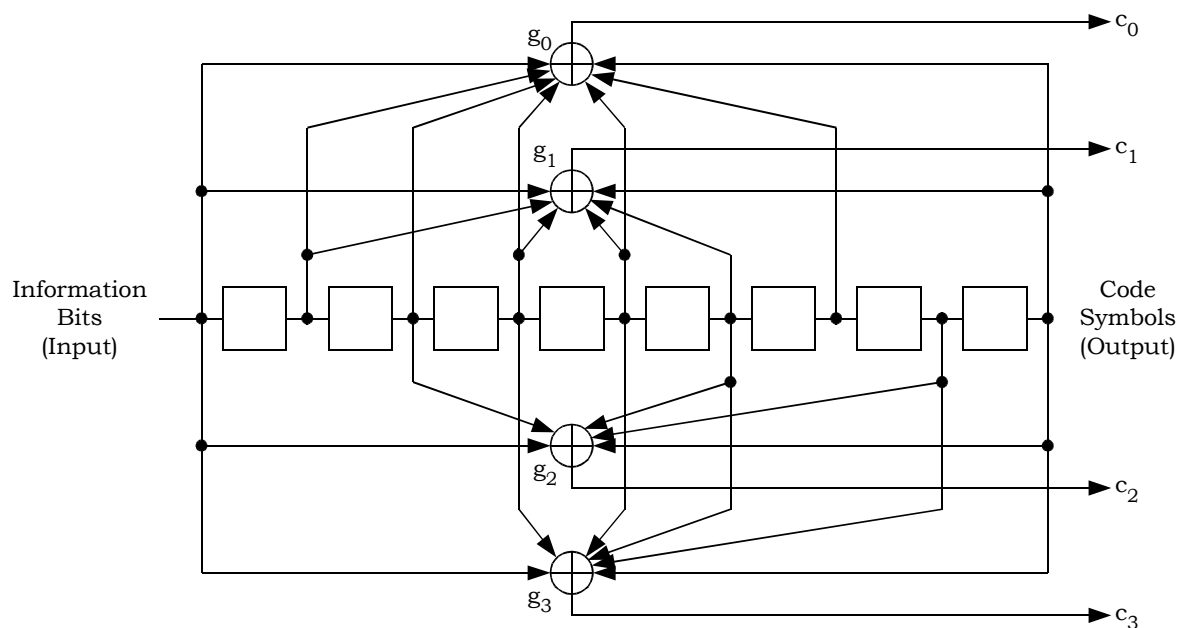 g0
c0
g1
c1
Information
Bits
(Input)
Code
Symbols
(Output)
g2
c2
g3
c3